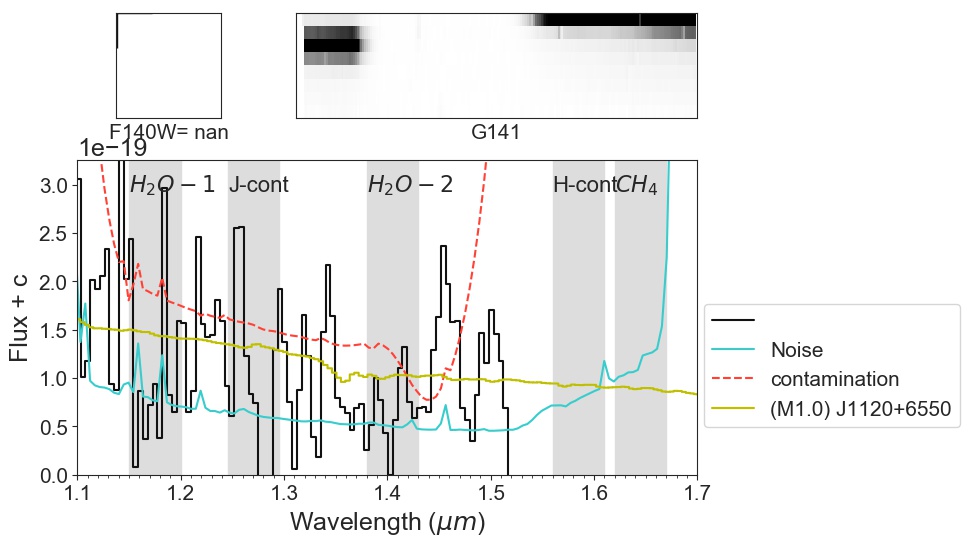 F140W= nan
G141
1e−19
H₂O − 1 J-cont H₂O − 2 H-cont CH₄
3.0
2.5
2.0
1.5
1.0
0.5
0.0
Flux + c
1.1 1.2 1.3 1.4 1.5 1.6 1.7
Wavelength (μm)
Noise
contamination
(M1.0) J1120+6550